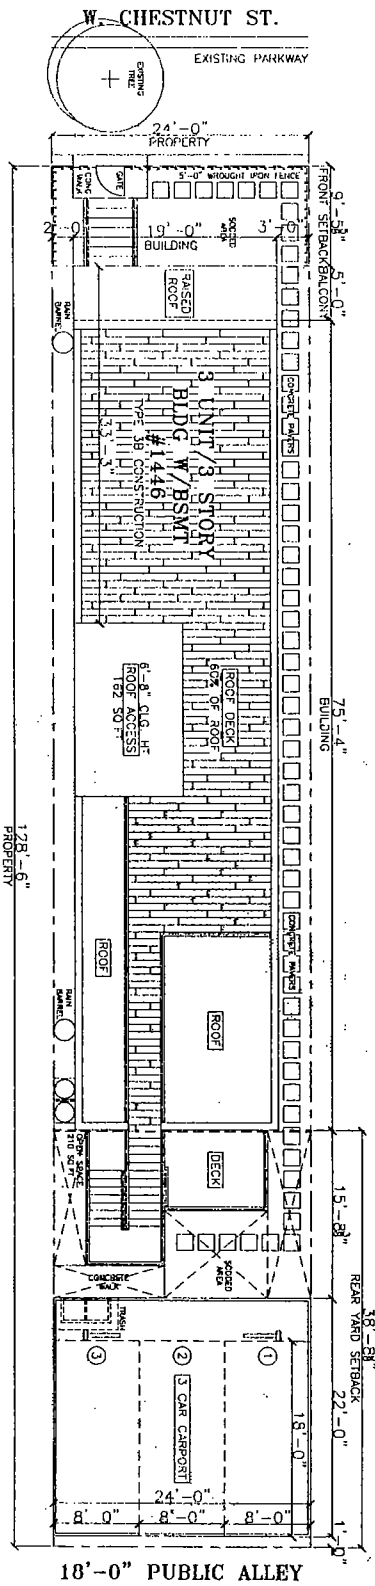 W. CHESTNUT ST.
EXISTING PARKWAY
EXISTING
TREE
24'-0"
PROPERTY
5'-0" WROUGHT IRON FENCE
GATE
CONC
WALK
9'-5
FRONT SETBACK
5'-0"
BALCONY
2'-0
19'-0"
BUILDING
3'-0"
SODDED
AREA
RAISED
ROOF
RAIN
BARREL
CONCRETE PAVERS
3 UNIT/3 STORY
BLDG W/BSMT
#1446
TYPE 3B CONSTRUCTION
33'-3"
ROOF DECK
60% OF ROOF
6'-8" CLG. HT
ROOF ACCESS
162 SQ FT
75'-4"
BUILDING
128'-6"
PROPERTY
ROOF
ROOF
CONCRETE PAVERS
RAIN
BARREL
OPEN SPACE
210 SQ FT
DECK
15'-8
38'-8
REAR YARD SETBACK
CONCRETE
WALK
SODDED
AREA
TRASH
1
2
3
3 CAR CARPORT
18'-0"
22'-0"
24'-0"
8'-0"
8'-0"
8'-0"
1'-0"
18'-0" PUBLIC ALLEY